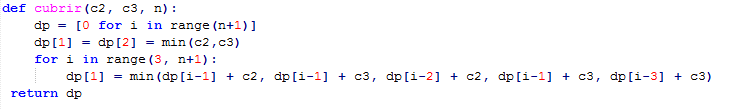 def cubrir(c2, c3, n):
    dp = [0 for i in range(n+1)]
    dp[1] = dp[2] = min(c2,c3)
    for i in range(3, n+1):
        dp[1] = min(dp[i-1] + c2, dp[i-1] + c3, dp[i-2] + c2, dp[i-1] + c3, dp[i-3] + c3)
 return dp